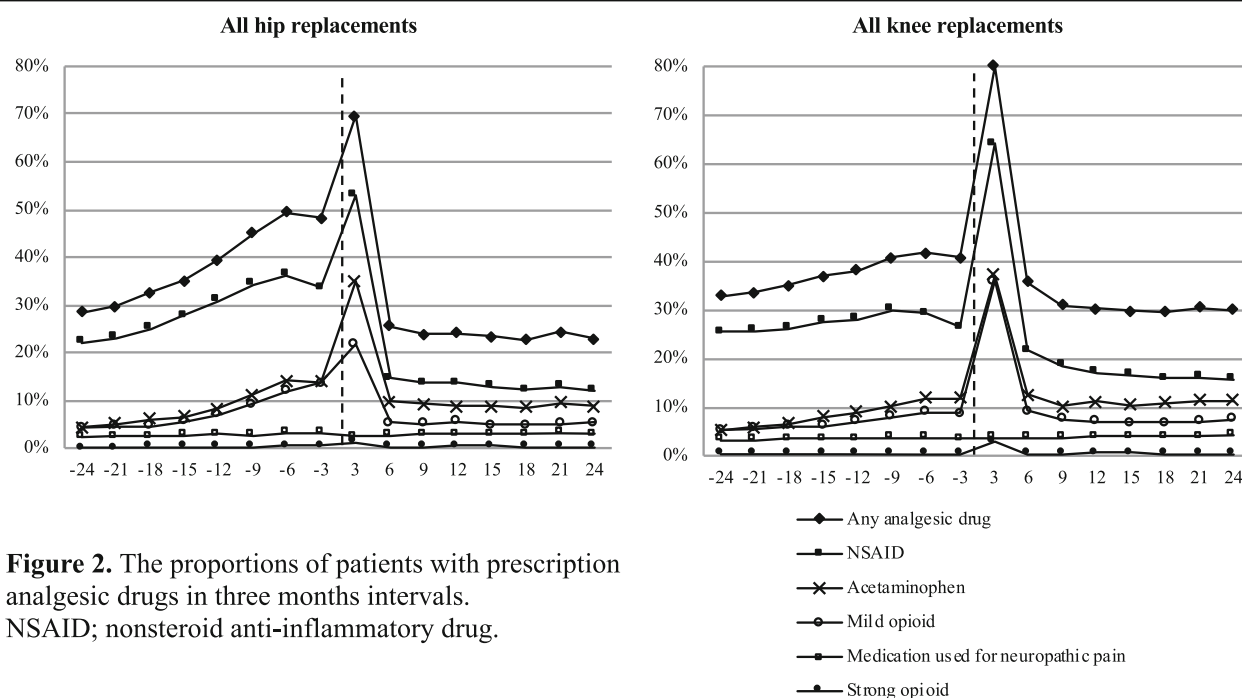 All hip replacements
80%
70%
60%
50%
40%
30%
20%
10%
0%
-24 -21 -18 -15 -12 -9 -6 -3 3 6 9 12 15 18 21 24
All knee replacements
80%
70%
60%
50%
40%
30%
20%
10%
0%
-24 -21 -18 -15 -12 -9 -6 -3 3 6 9 12 15 18 21 24
Any analgesic drug
NSAID
Acetaminophen
Mild opioid
Medication used for neuropathic pain
Strong opioid
Figure 2. The proportions of patients with prescription
analgesic drugs in three months intervals.
NSAID; nonsteroid anti-inflammatory drug.